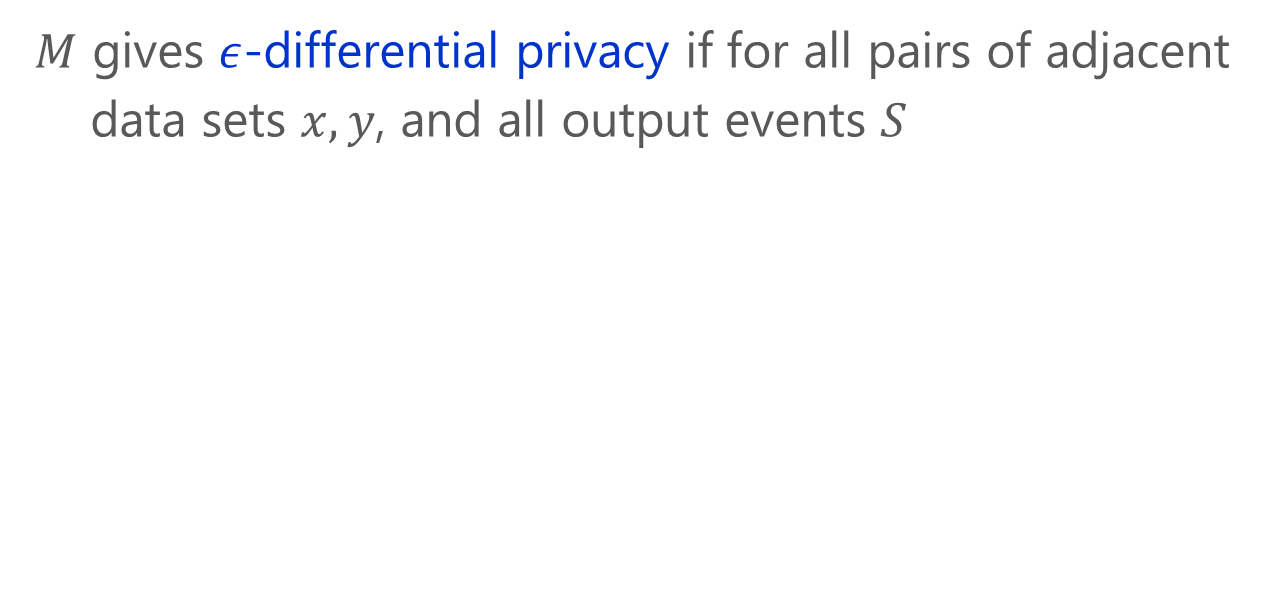 𝑀 gives 𝜖-differential privacy if for all pairs of adjacent
data sets 𝑥, 𝑦, and all output events 𝑆